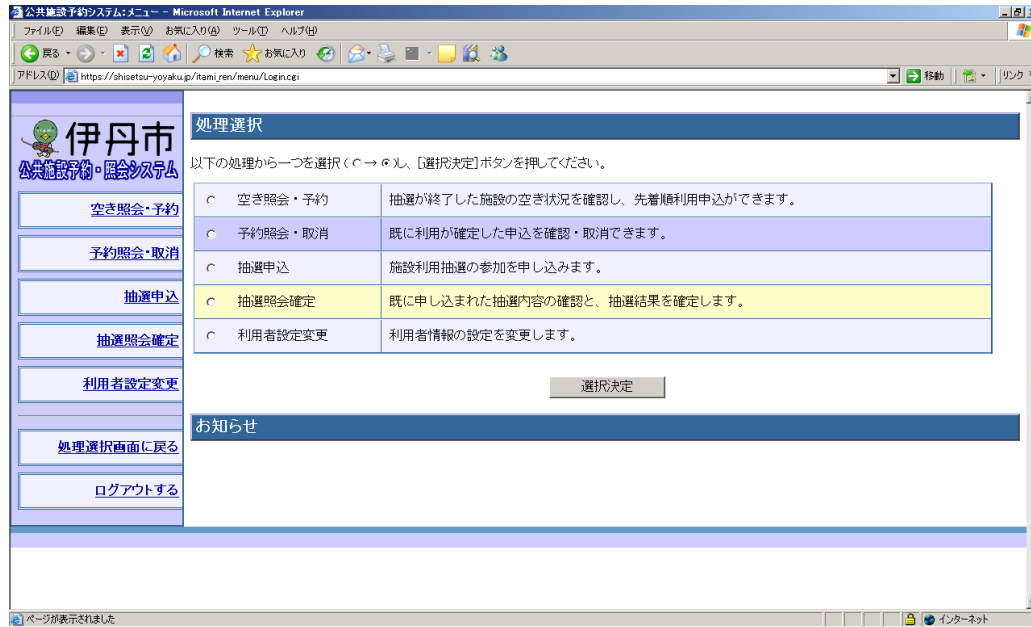 公共施設予約システム:メニュー - Microsoft Internet Explorer
ファイル(F) 編集(E) 表示(V) お気に入り(A) ツール(T) ヘルプ(H)
戻る 検索 お気に入り
アドレス(D) https://shisetsu-yoyaku.jp/itami_ren/menu/Login.cgi 移動 リンク
伊丹市
公共施設予約・照会システム
空き照会・予約
予約照会・取消
抽選申込
抽選照会確定
利用者設定変更
処理選択画面に戻る
ログアウトする
処理選択
以下の処理から一つを選択(○→◉)し、[選択決定]ボタンを押してください。
空き照会・予約 抽選が終了した施設の空き状況を確認し、先着順利用申込ができます。
予約照会・取消 既に利用が確定した申込を確認・取消できます。
抽選申込 施設利用抽選の参加を申し込みます。
抽選照会確定 既に申し込まれた抽選内容の確認と、抽選結果を確定します。
利用者設定変更 利用者情報の設定を変更します。
選択決定
お知らせ
ページが表示されました インターネット